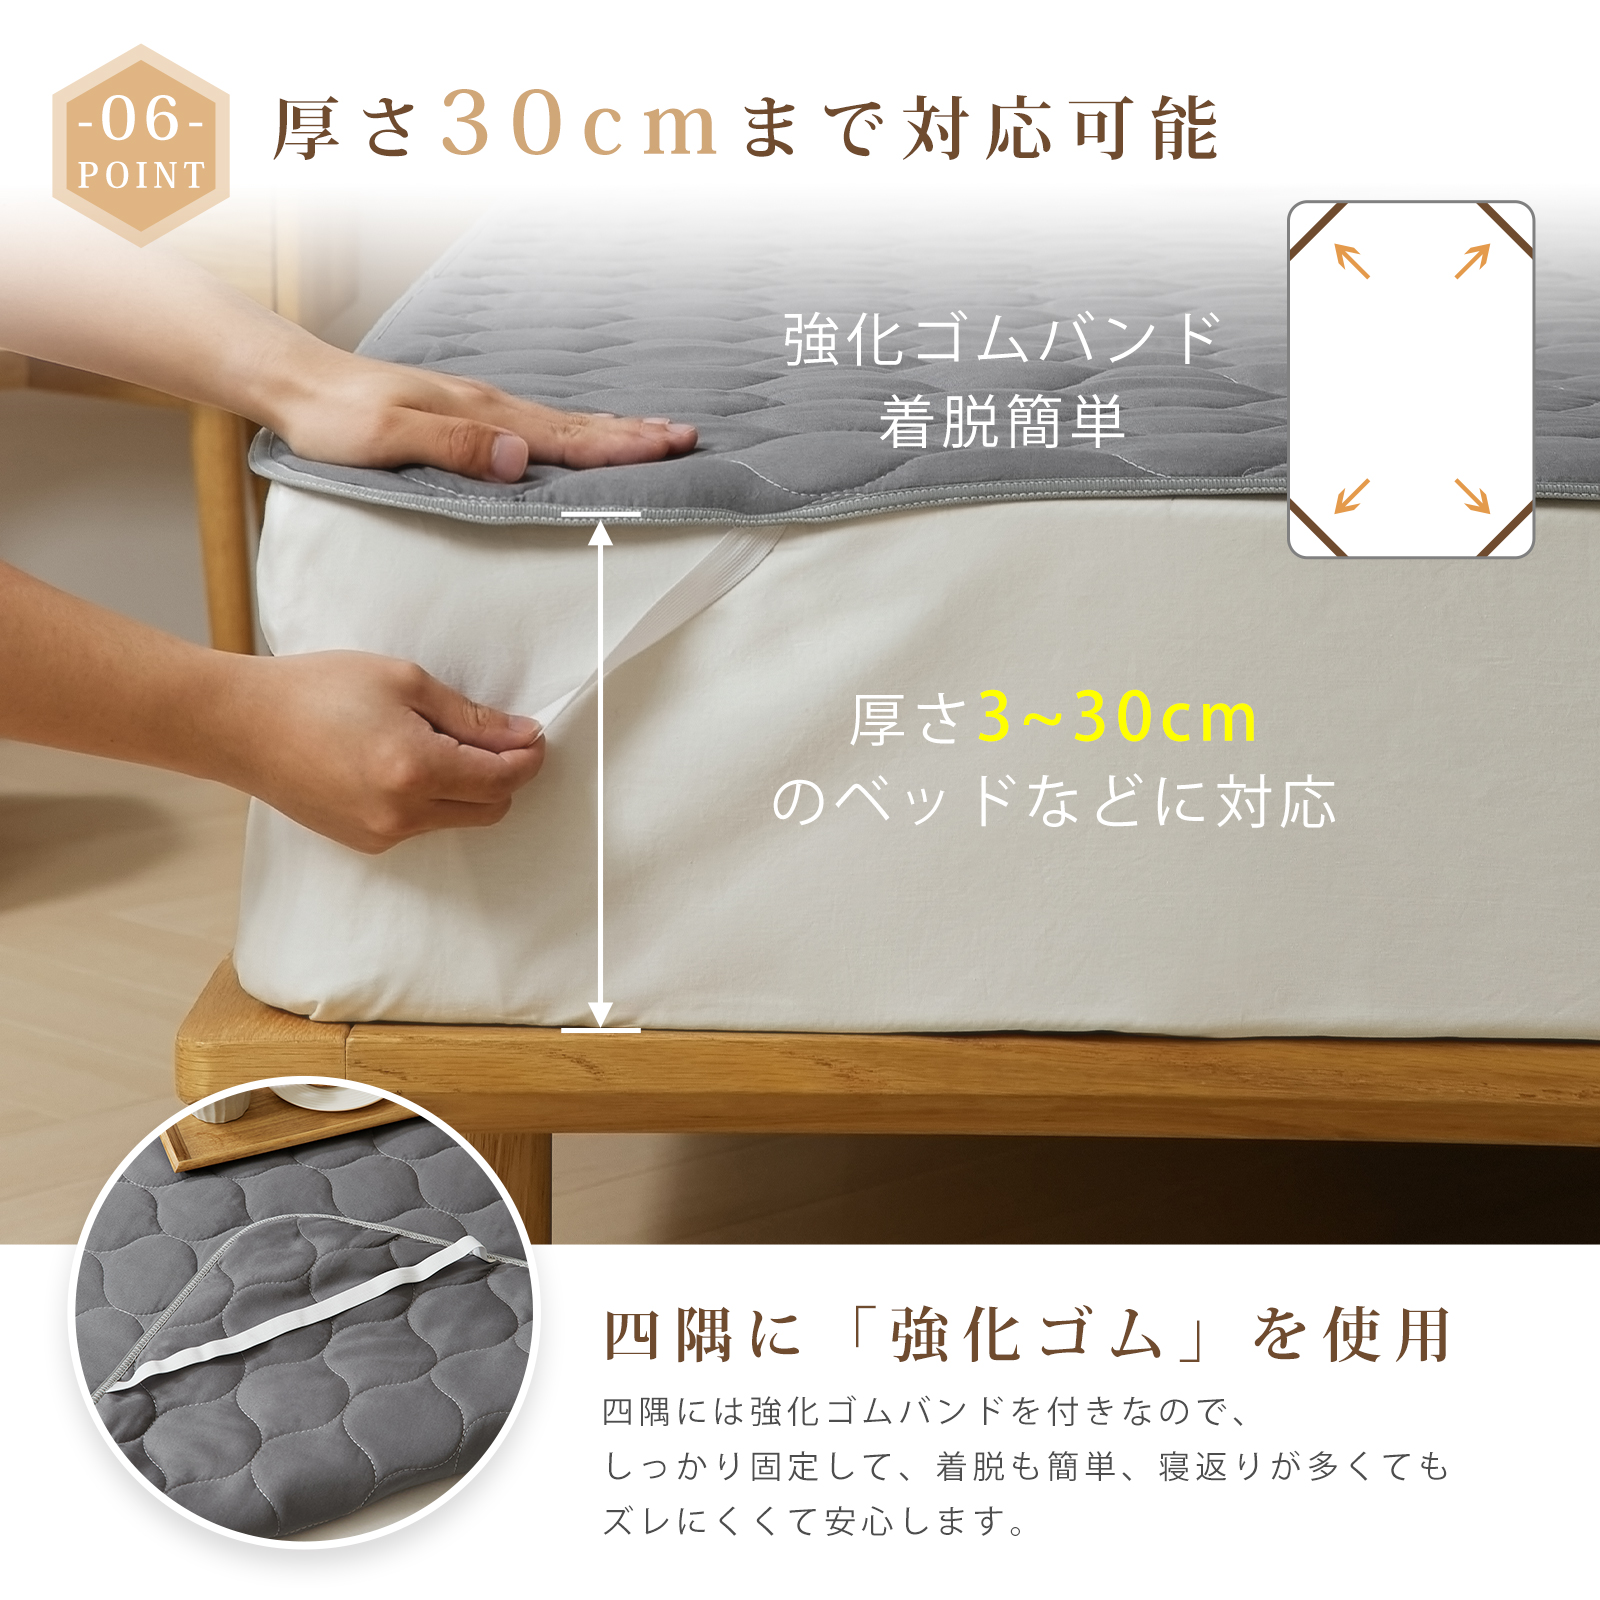 -06-
POINT
厚さ30cmまで対応可能
強化ゴムバンド
着脱簡単
厚さ3~30cm
のベッドなどに対応
四隅に「強化ゴム」を使用
四隅には強化ゴムバンドを付きなので、
しっかり固定して、着脱も簡単、寝返りが多くても
ズレにくくて安心します。